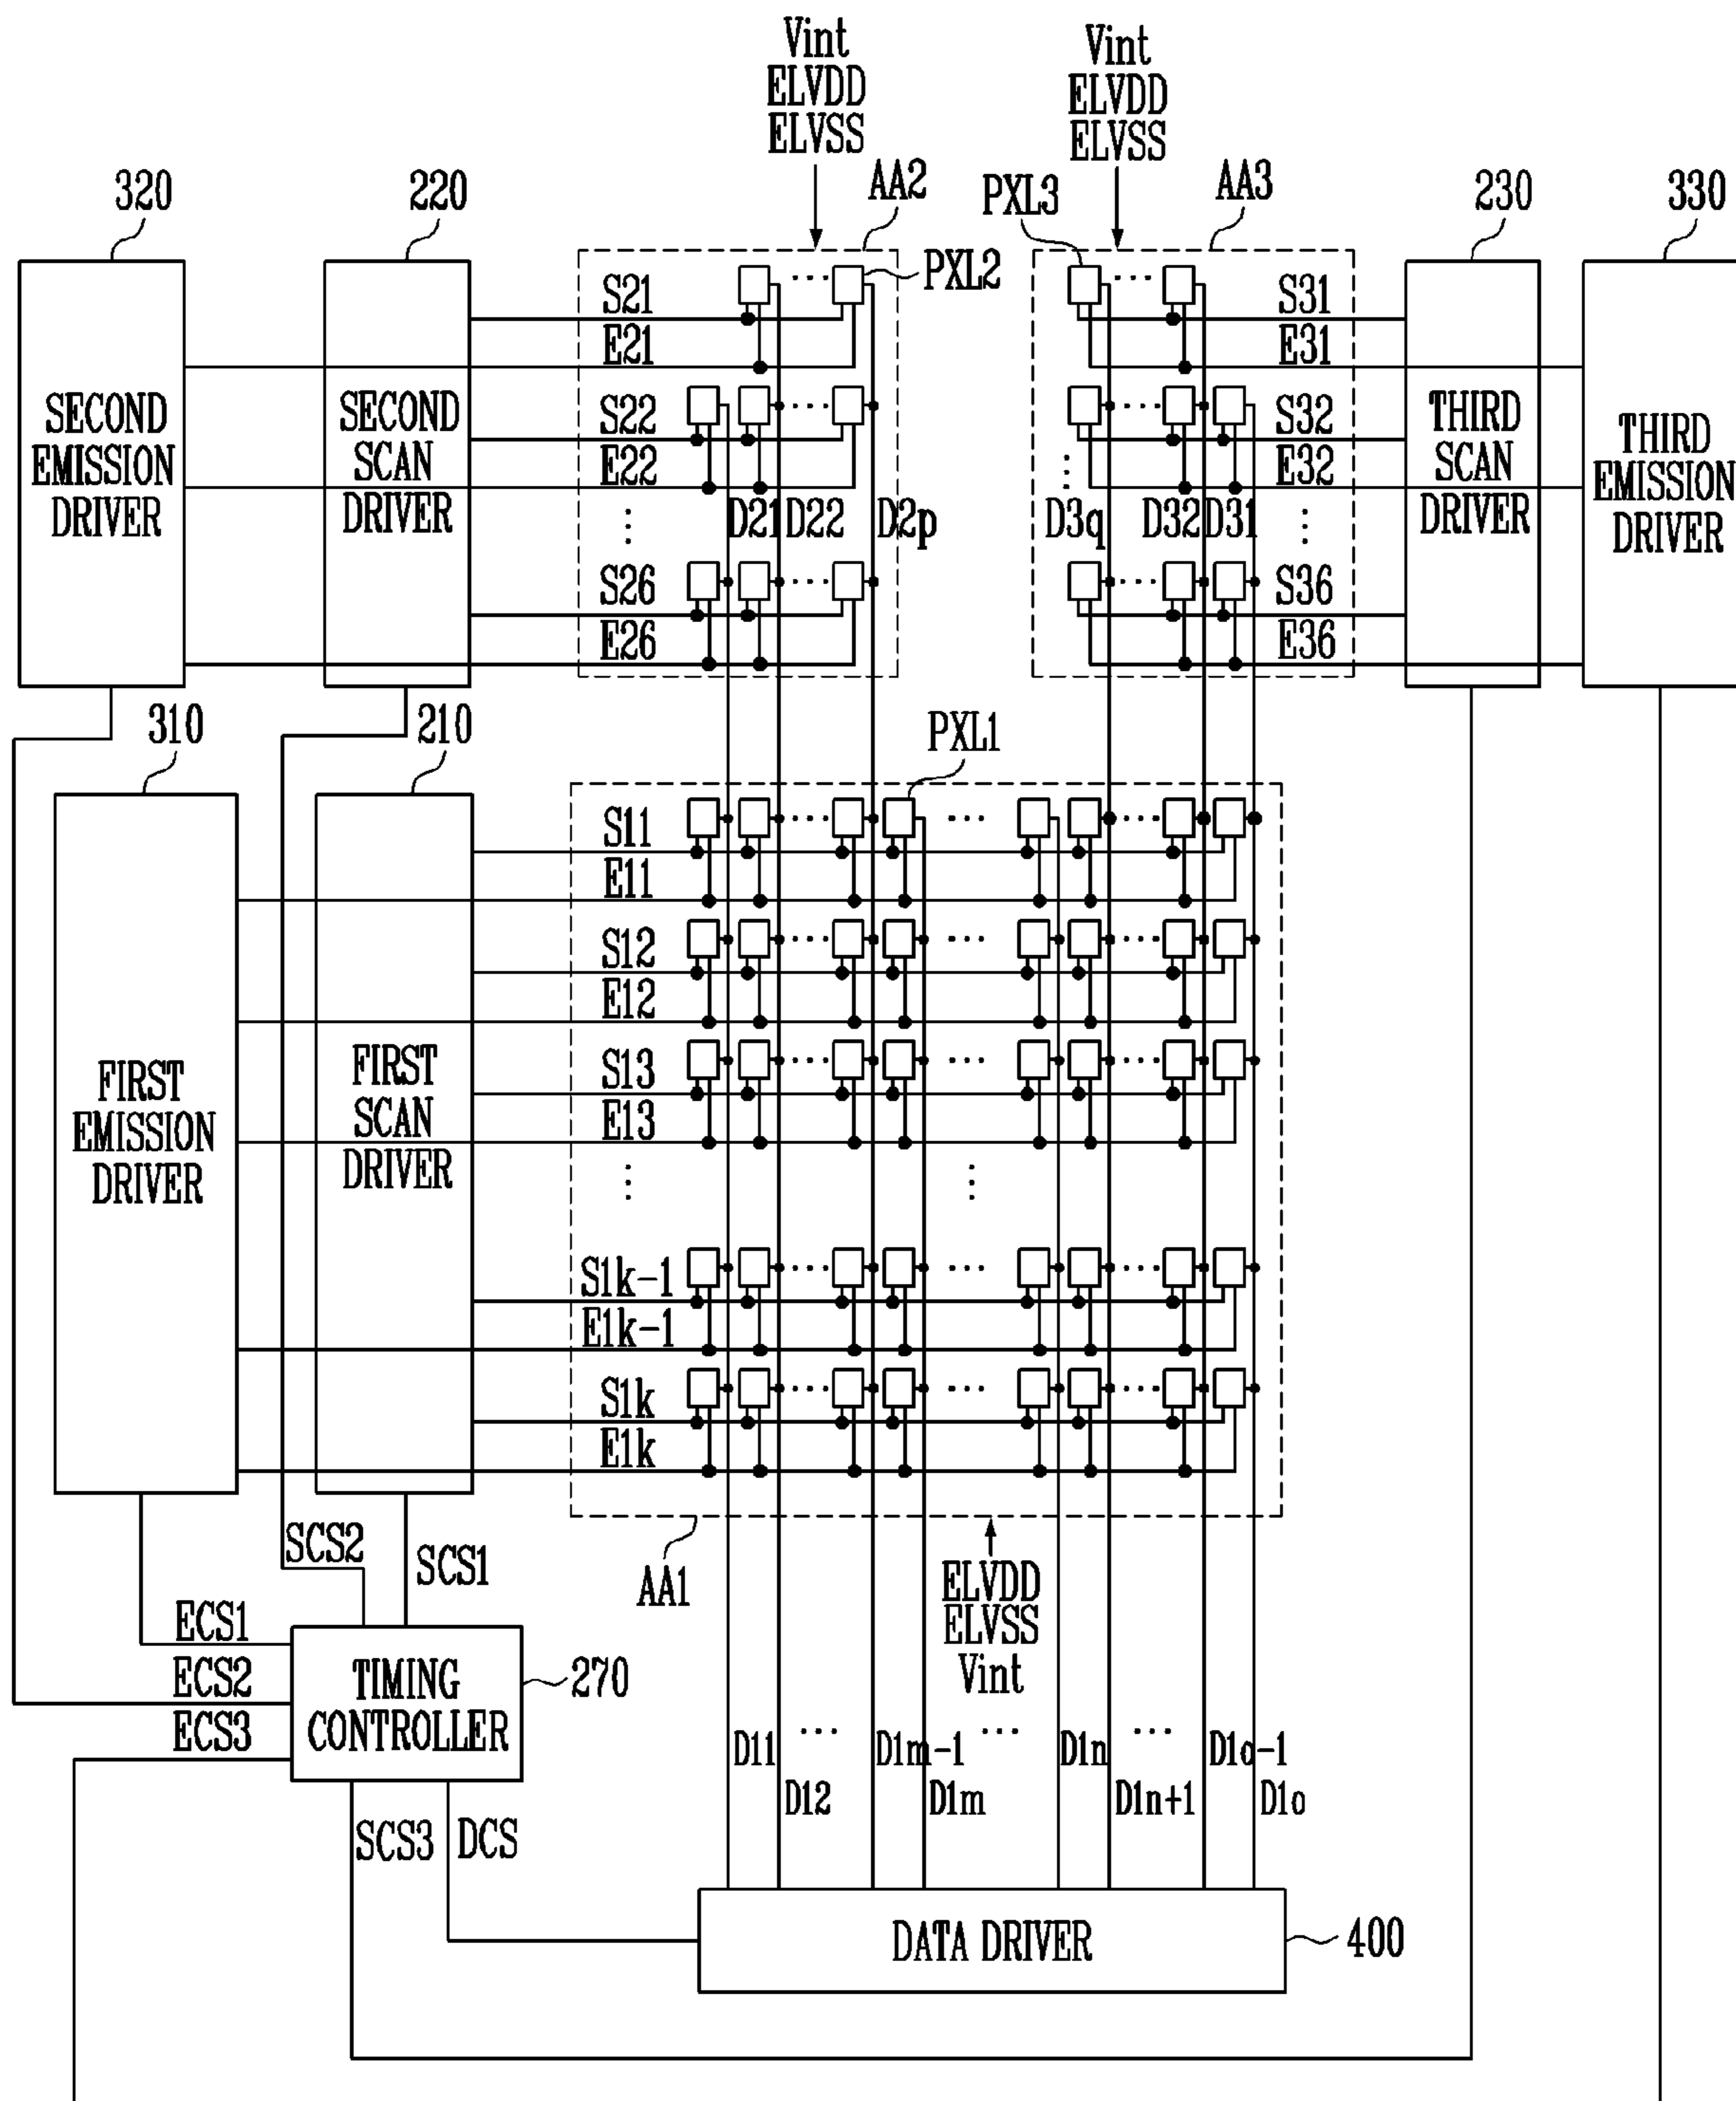 Vint
ELVDD
ELVSS
Vint
ELVDD
ELVSS
320
220
AA2
PXL3
AA3
230
330
PXL2
S21
E21
S22
E22
D21
D22
D2p
S26
E26
S31
E31
S32
E32
D3q
D32
D31
S36
E36
SECOND
EMISSION
DRIVER
SECOND
SCAN
DRIVER
THIRD
SCAN
DRIVER
THIRD
EMISSION
DRIVER
310
210
PXL1
S11
E11
S12
E12
S13
E13
S1k-1
E1k-1
S1k
E1k
FIRST
EMISSION
DRIVER
FIRST
SCAN
DRIVER
SCS2
SCS1
AA1
ELVDD
ELVSS
Vint
ECS1
ECS2
ECS3
TIMING
CONTROLLER
270
D11
D12
D1m-1
D1m
D1n
D1n+1
D1o-1
D1o
SCS3
DCS
DATA DRIVER
400